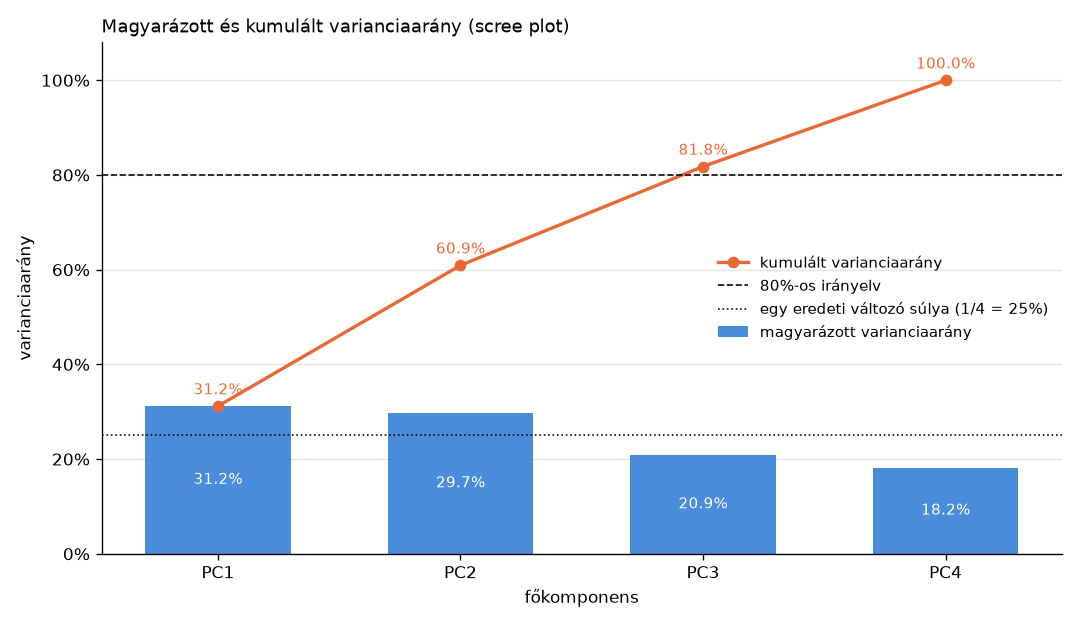 Magyarázott és kumulált varianciaarány (scree plot)
100%
80%
60%
40%
20%
0%
varianciaarány
31.2%
60.9%
81.8%
100.0%
kumulált varianciaarány
80%-os irányelv
egy eredeti változó súlya (1/4 = 25%)
magyarázott varianciaarány
31.2%
29.7%
20.9%
18.2%
PC1
PC2
PC3
PC4
főkomponens